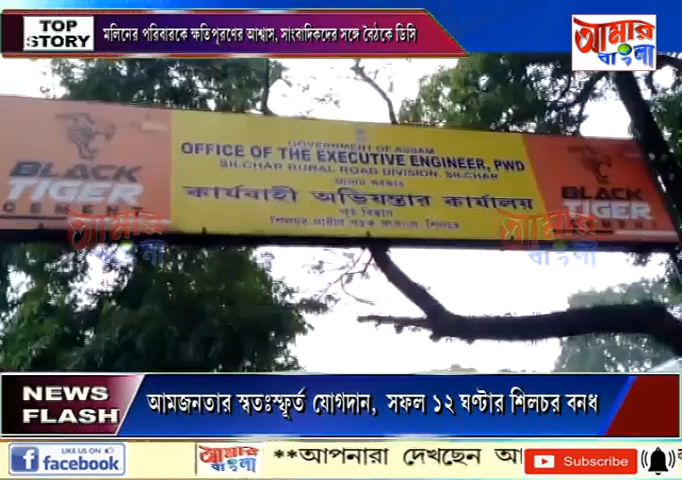 TOP STORY
মলিনের পরিবারকে ক্ষতিপূরণের আশ্বাস, সাংবাদিকদের সঙ্গে বৈঠকে ডিসি
আমার বাংলা
GOVERNMENT OF ASSAM
OFFICE OF THE EXECUTIVE ENGINEER, PWD
SILCHAR RURAL ROAD DIVISION, SILCHAR
কাৰ্যবাহী অভিযন্তাৰ কাৰ্যালয়
BLACK TIGER CEMENT
BLACK TIGER CEMENT
আমার বাংলা
আমার বাংলা
NEWS FLASH
আমজনতার স্বতঃস্ফূর্ত যোগদান, সফল ১২ ঘণ্টার শিলচর বনধ
LIKE US ON
facebook
আমার বাংলা
**আপনারা দেখছেন
Subscribe